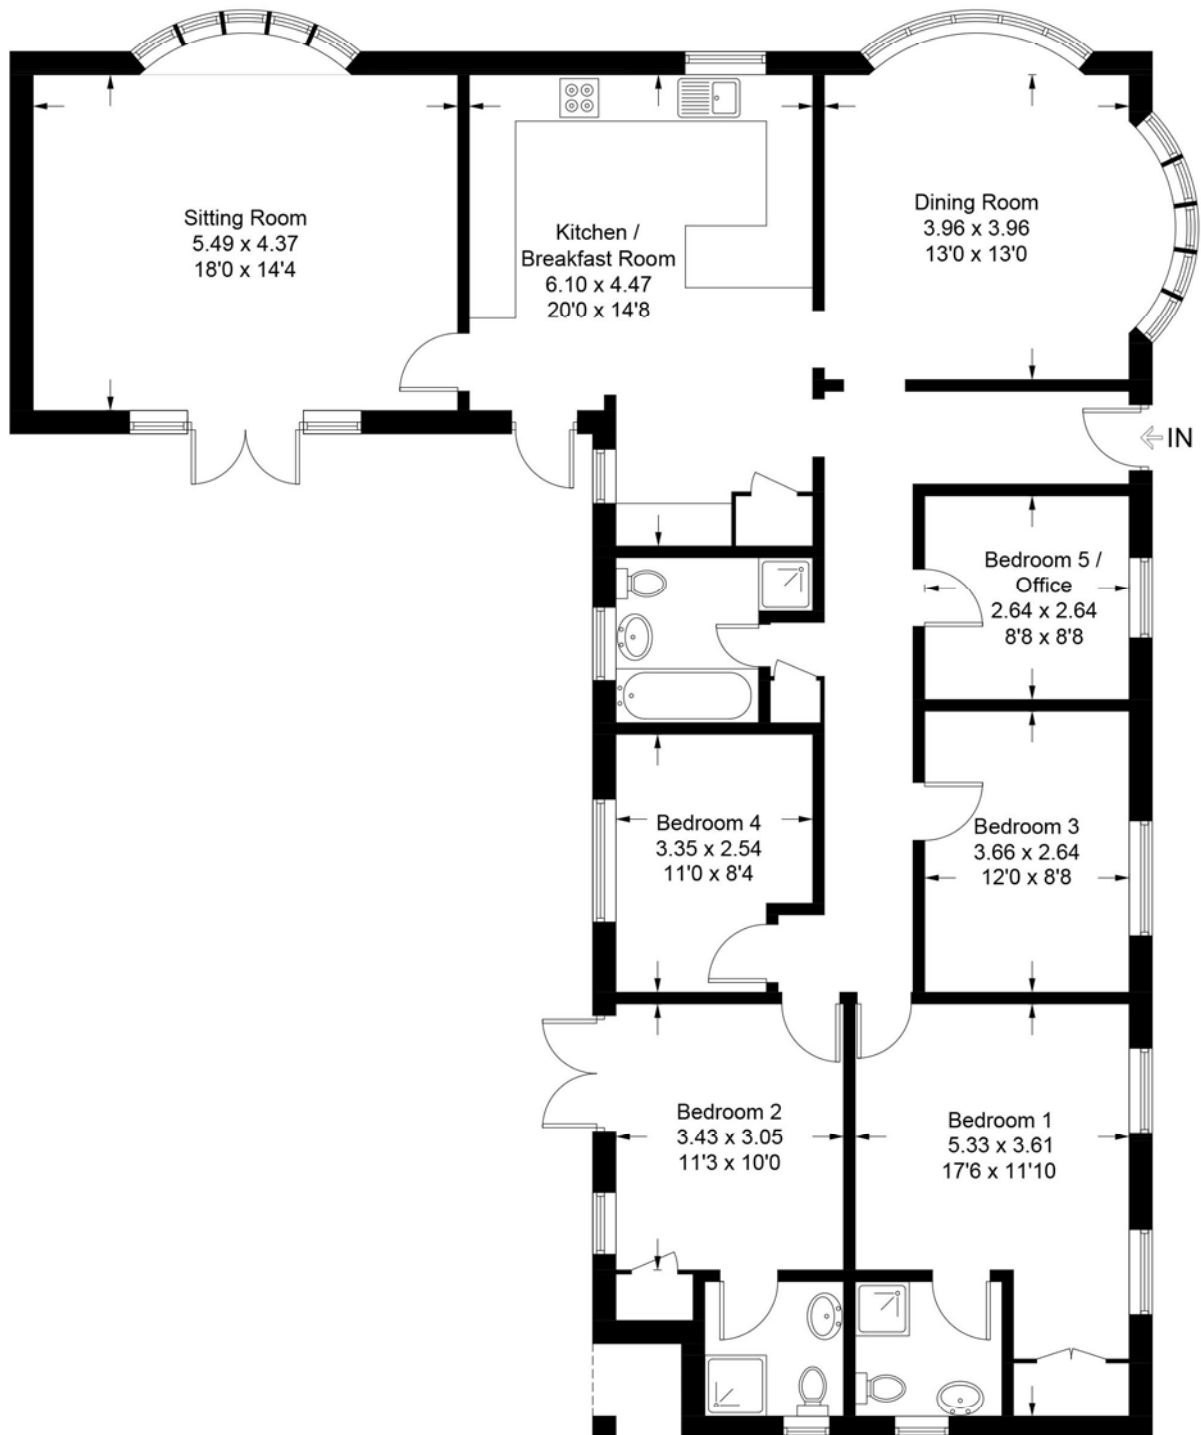 Sitting Room
5.49 x 4.37
18'0 x 14'4
Kitchen /
Breakfast Room
6.10 x 4.47
20'0 x 14'8
Dining Room
3.96 x 3.96
13'0 x 13'0
IN
Bedroom 5 /
Office
2.64 x 2.64
8'8 x 8'8
Bedroom 4
3.35 x 2.54
11'0 x 8'4
Bedroom 3
3.66 x 2.64
12'0 x 8'8
Bedroom 2
3.43 x 3.05
11'3 x 10'0
Bedroom 1
5.33 x 3.61
17'6 x 11'10